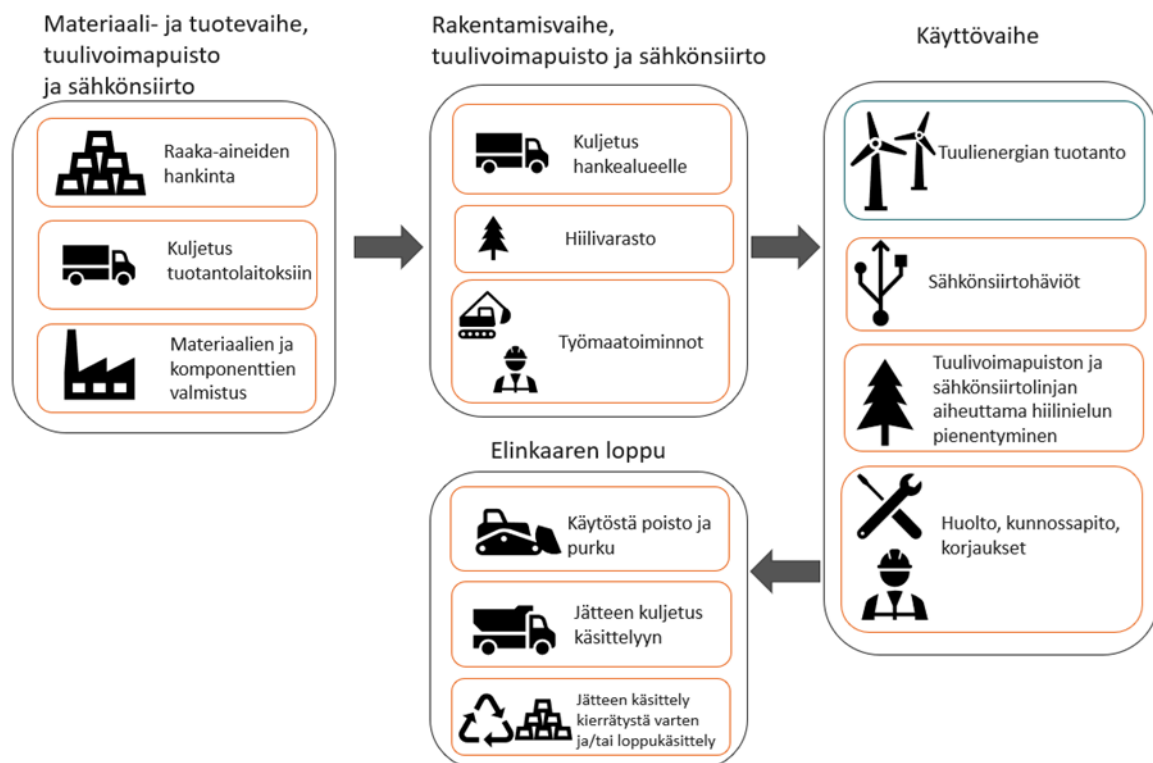 Materiaali- ja tuotevaihe,
tuulivoimapuisto
ja sähkönsiirto
Raaka-aineiden
hankinta
Kuljetus
tuotantolaitoksiin
Materiaalien ja
komponenttien
valmistus
Rakentamisvaihe,
tuulivoimapuisto ja sähkönsiirto
Kuljetus
hankealueelle
Hiilivarasto
Työmaatoiminnot
Käyttövaihe
Tuulienergian tuotanto
Sähkönsiirtohäviöt
Tuulivoimapuiston ja
sähkönsiirtolinjan
aiheuttama hiilinielun
pienentyminen
Huolto, kunnossapito,
korjaukset
Elinkaaren loppu
Käytöstä poisto ja
purku
Jätteen kuljetus
käsittelyyn
Jätteen käsittely
kierrätystä varten
ja/tai loppukäsittely